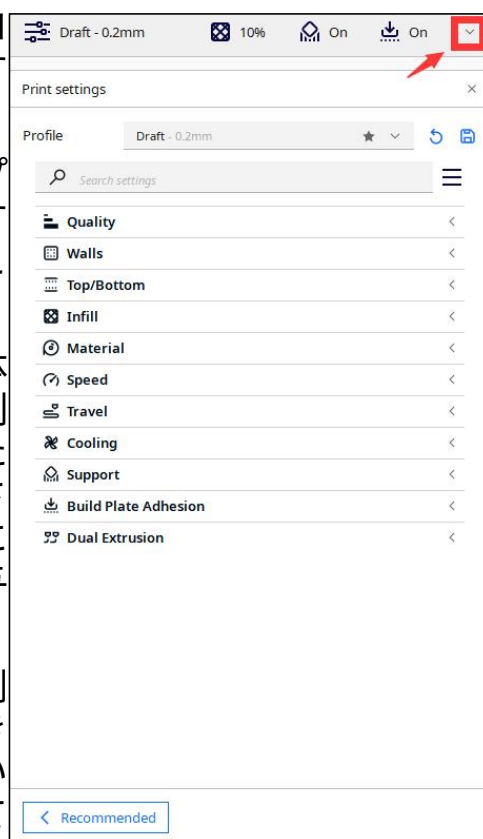 Draft - 0.2mm 10% On On
Print settings
Profile Draft - 0.2mm
Search settings
Quality
Walls
Top/Bottom
Infill
Material
Speed
Travel
Cooling
Support
Build Plate Adhesion
Dual Extrusion
Recommended